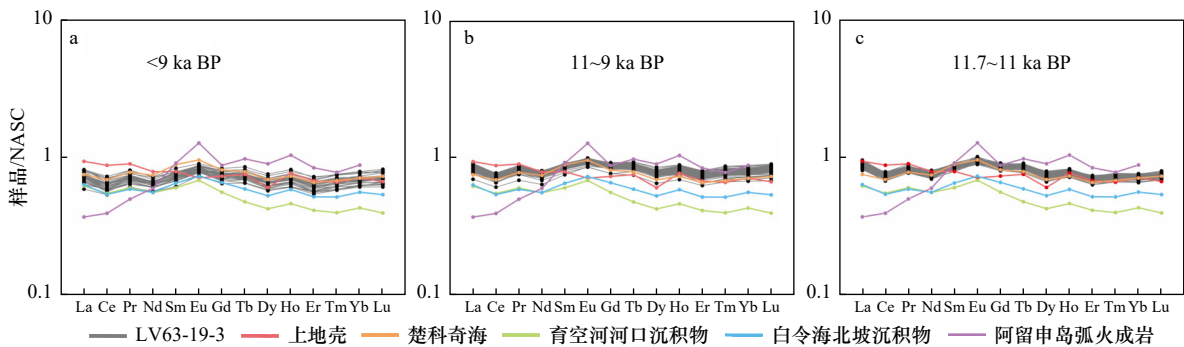 10
a
<9 ka BP
样品/NASC
1
0.1
La Ce Pr Nd Sm Eu Gd Tb Dy Ho Er Tm Yb Lu
10
b
11~9 ka BP
1
0.1
La Ce Pr Nd Sm Eu Gd Tb Dy Ho Er Tm Yb Lu
10
c
11.7~11 ka BP
1
0.1
La Ce Pr Nd Sm Eu Gd Tb Dy Ho Er Tm Yb Lu
LV63-19-3 上地壳 楚科奇海 育空河河口沉积物 白令海北坡沉积物 阿留申岛弧火成岩